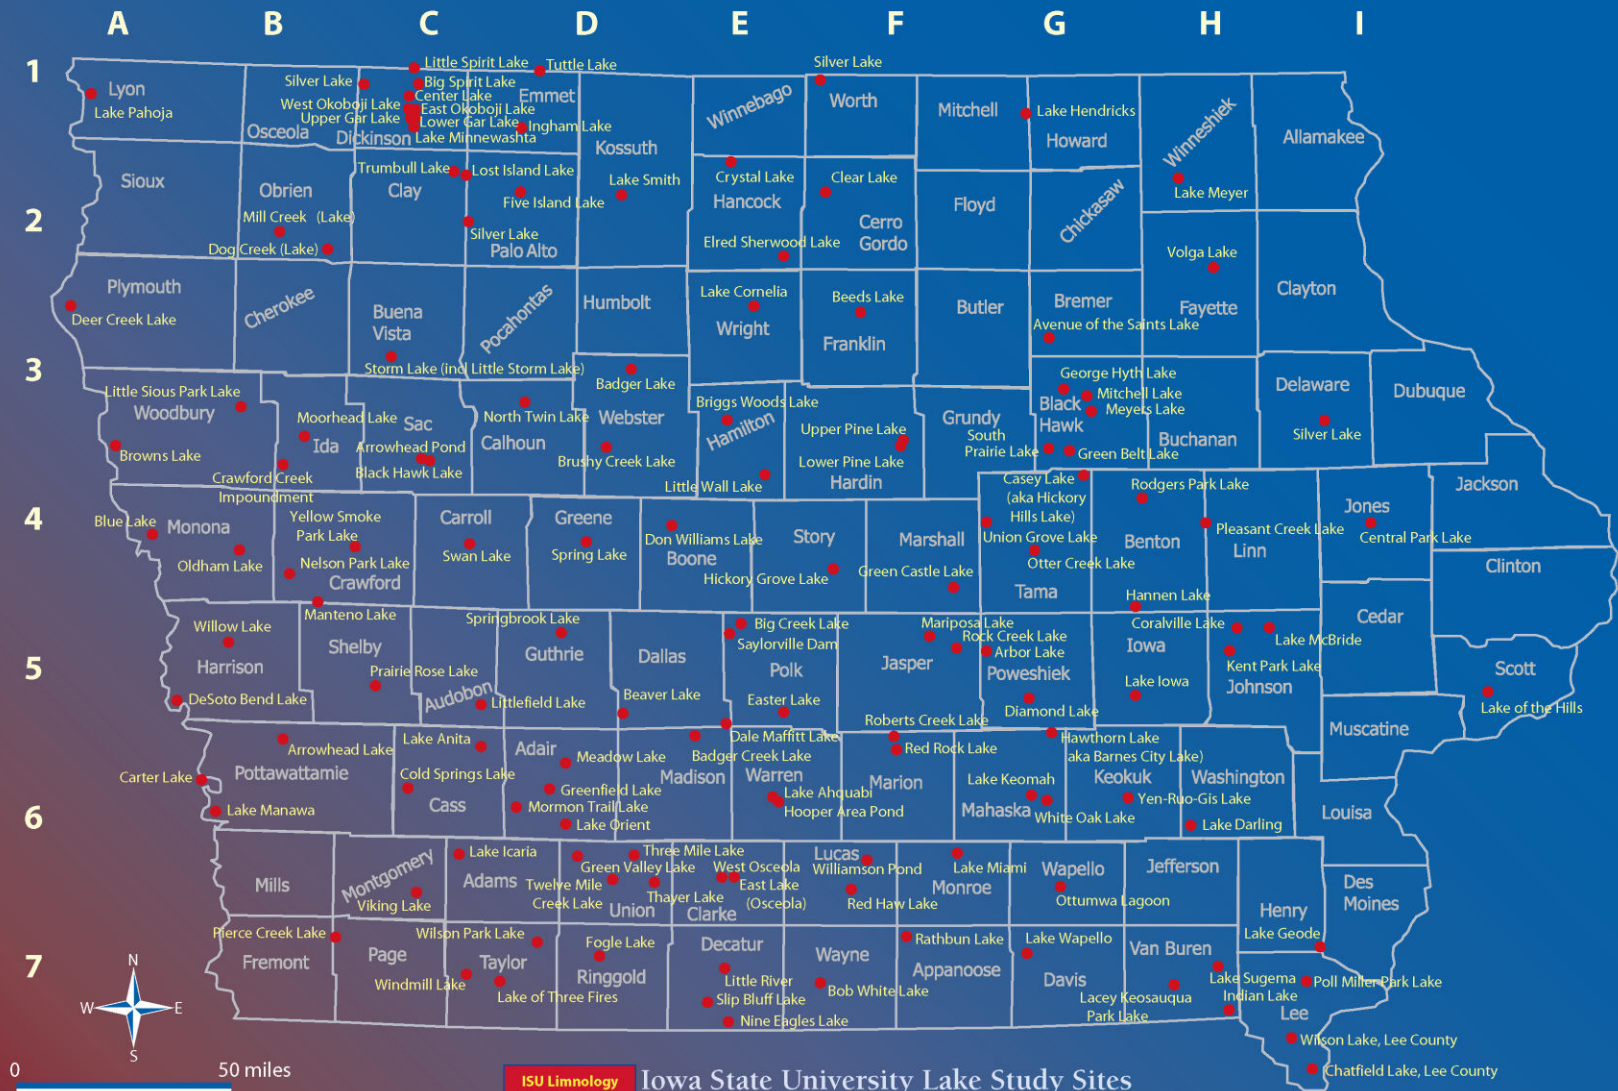 A B C D E F G H I
1
Little Spirit Lake
Tuttle Lake
Silver Lake
Silver Lake
Big Spirit Lake
Lyon
Center Lake
Emmet
Winnebago
Worth
Mitchell
Lake Hendricks
Lake Pahoja
West Okoboji Lake
East Okoboji Lake
Upper Gar Lake
Lower Gar Lake
Ingham Lake
Osceola
Dickinson
Lake Minnewashta
Kossuth
Howard
Winneshiek
Allamakee
Trumbull Lake
Lost Island Lake
Sioux
Obrien
Clay
Five Island Lake
Lake Smith
Crystal Lake
Hancock
Clear Lake
Floyd
Chickasaw
Lake Meyer
2
Mill Creek (Lake)
Dog Creek (Lake)
Silver Lake
Palo Alto
Elred Sherwood Lake
Cerro
Gordo
Volga Lake
Plymouth
Deer Creek Lake
Cherokee
Buena
Vista
Pocahontas
Humbolt
Lake Cornelia
Wright
Beeds Lake
Franklin
Butler
Bremer
Avenue of the Saints Lake
Fayette
Clayton
3
Storm Lake (incl Little Storm Lake)
Badger Lake
George Hyth Lake
Mitchell Lake
Meyers Lake
Delaware
Dubuque
Little Sious Park Lake
Woodbury
Moorhead Lake
Ida
Sac
North Twin Lake
Calhoun
Webster
Briggs Woods Lake
Hamilton
Upper Pine Lake
Grundy
Black
Hawk
South
Prairie Lake
Green Belt Lake
Buchanan
Silver Lake
Browns Lake
Arrowhead Pond
Black Hawk Lake
Brushy Creek Lake
Lower Pine Lake
Hardin
Little Wall Lake
Crawford Creek
Impoundment
Casey Lake
(aka Hickory
Hills Lake)
Rodgers Park Lake
Jackson
4
Blue Lake
Monona
Yellow Smoke
Park Lake
Carroll
Swan Lake
Greene
Spring Lake
Don Williams Lake
Boone
Story
Marshall
Union Grove Lake
Otter Creek Lake
Benton
Pleasant Creek Lake
Linn
Jones
Central Park Lake
Oldham Lake
Nelson Park Lake
Crawford
Hickory Grove Lake
Green Castle Lake
Tama
Hannen Lake
Clinton
Manteno Lake
Cedar
5
Willow Lake
Harrison
Shelby
Springbrook Lake
Guthrie
Dallas
Big Creek Lake
Saylorville Dam
Polk
Mariposa Lake
Rock Creek Lake
Arbor Lake
Jasper
Poweshiek
Iowa
Coralville Lake
Lake McBride
Kent Park Lake
Johnson
Scott
Prairie Rose Lake
Audobon
Littlefield Lake
Beaver Lake
Easter Lake
Diamond Lake
Lake Iowa
Lake of the Hills
DeSoto Bend Lake
Roberts Creek Lake
Muscatine
6
Arrowhead Lake
Pottawattamie
Lake Anita
Adair
Meadow Lake
Dale Maffitt Lake
Badger Creek Lake
Madison
Warren
Red Rock Lake
Marion
Hawthorn Lake
aka Barnes City Lake)
Keokuk
Washington
Carter Lake
Cold Springs Lake
Cass
Greenfield Lake
Mormon Trail Lake
Lake Orient
Lake Ahquabi
Hooper Area Pond
Lake Keomah
Mahaska
White Oak Lake
Yen-Ruo-Gis Lake
Lake Darling
Louisa
Lake Manawa
Mills
Montgomery
Viking Lake
Lake Icaria
Adams
Three Mile Lake
Green Valley Lake
Twelve Mile
Creek Lake
Thayer Lake
Union
West Osceola
East Lake
(Osceola)
Clarke
Lucas
Williamson Pond
Red Haw Lake
Lake Miami
Monroe
Wapello
Ottumwa Lagoon
Jefferson
Henry
Des
Moines
7
Pierce Creek Lake
Fremont
Page
Wilson Park Lake
Taylor
Windmill Lake
Lake of Three Fires
Fogle Lake
Ringgold
Decatur
Little River
Slip Bluff Lake
Nine Eagles Lake
Wayne
Bob White Lake
Rathbun Lake
Appanoose
Lake Wapello
Davis
Van Buren
Lacey Keosauqua
Park Lake
Lake Geode
Lake Sugema
Indian Lake
Poll Miller Park Lake
Lee
Wilson Lake, Lee County
Chatfield Lake, Lee County
N
W E
S
0 50 miles
ISU Limnology
Iowa State University Lake Study Sites